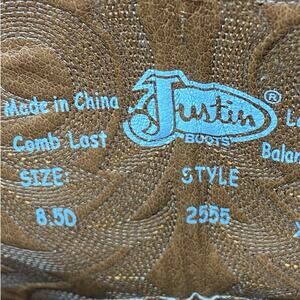 Justin®
BOOTS
Made in China
Comb Last
SIZE:
STYLE
8.5D
2555